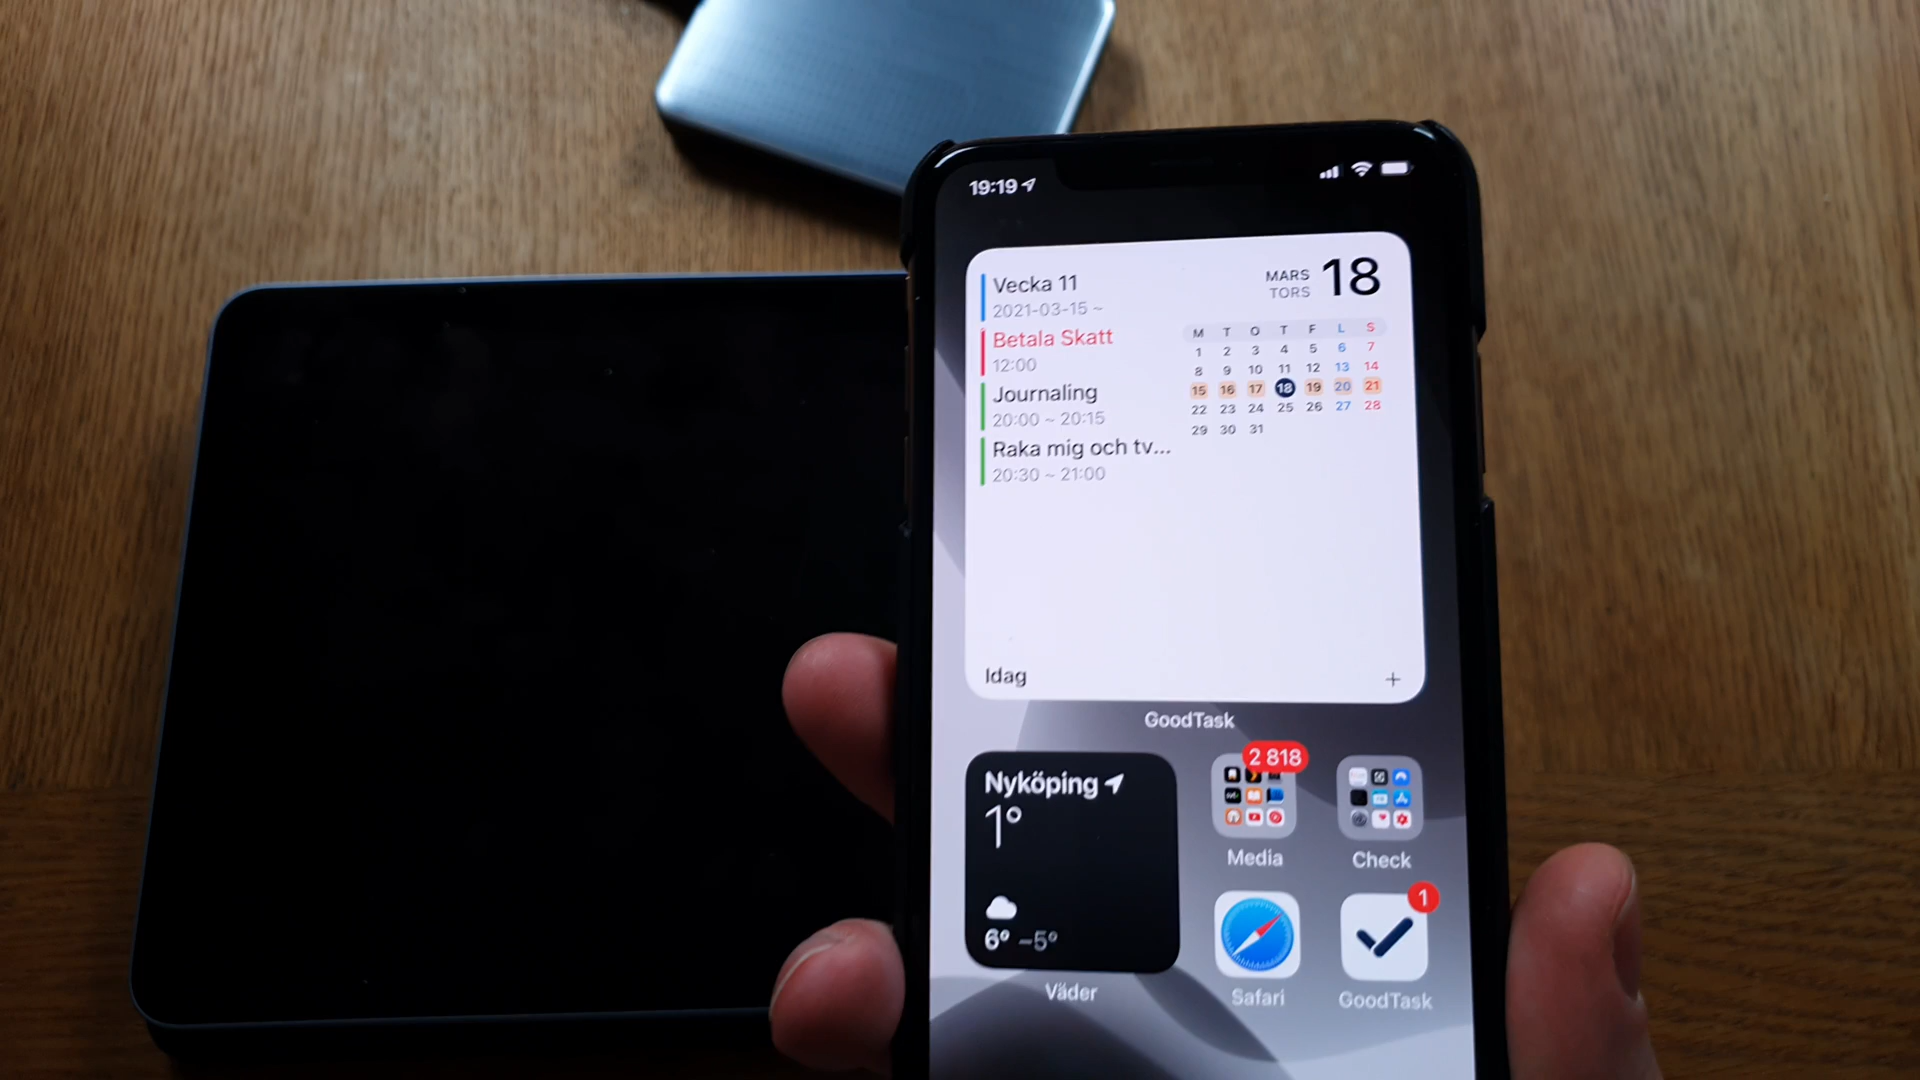 19:19
Vecka 11
2021-03-15 ~
Betala Skatt
12:00
Journaling
20:00 ~ 20:15
Raka mig och tv...
20:30 ~ 21:00
MARS
TORS
18
M T O T F L S
1 2 3 4 5 6 7
8 9 10 11 12 13 14
15 16 17 18 19 20 21
22 23 24 25 26 27 28
29 30 31
Idag
+
GoodTask
Nyköping
1°
6° -5°
Väder
2 818
Media
Check
Safari
1
GoodTask